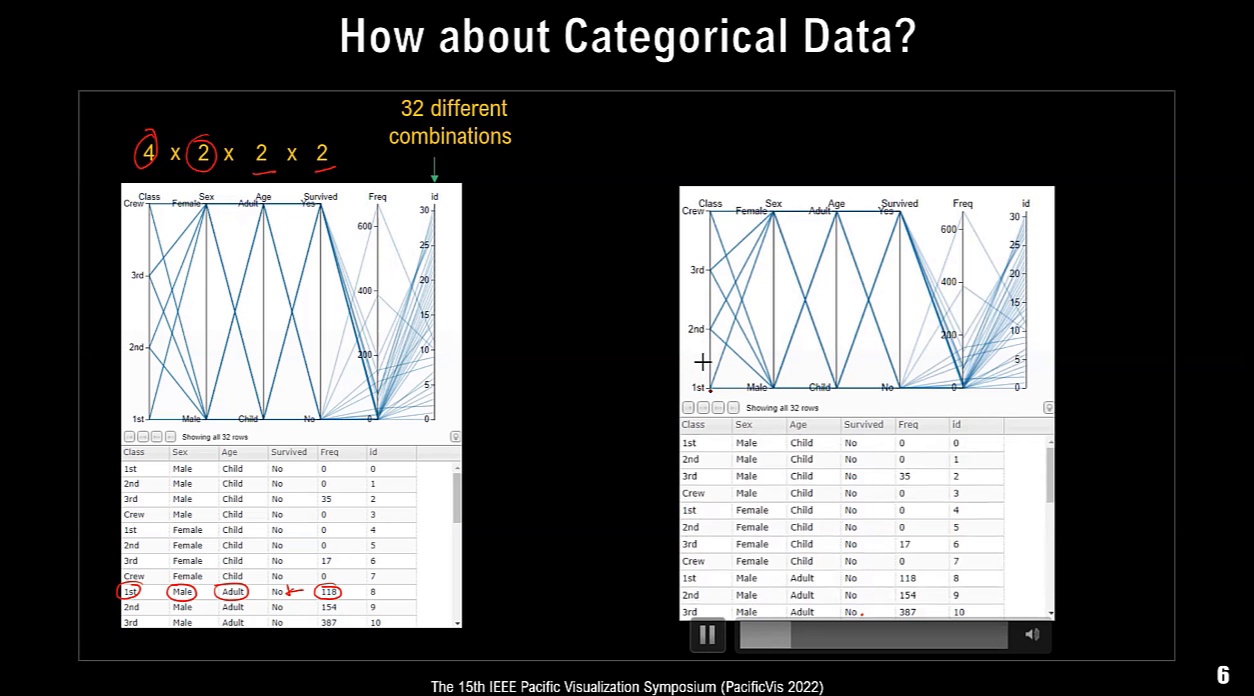 How about Categorical Data?
32 different
combinations
4 x 2 x 2 x 2
Class Sex Age Survived Freq id
Crew Female Adult Yes
3rd
2nd
1st Male Child No
600
400
200
0
30
25
20
15
10
5
0
Showing all 32 rows
Class Sex Age Survived Freq id
1st Male Child No 0 0
2nd Male Child No 0 1
3rd Male Child No 35 2
Crew Male Child No 0 3
1st Female Child No 0 4
2nd Female Child No 0 5
3rd Female Child No 17 6
Crew Female Child No 0 7
1st Male Adult No 118 8
2nd Male Adult No 154 9
3rd Male Adult No 387 10
Class Sex Age Survived Freq id
Crew Female Adult Yes
3rd
2nd
1st Male Child No
600
400
200
0
30
25
20
15
10
5
0
Showing all 32 rows
Class Sex Age Survived Freq id
1st Male Child No 0 0
2nd Male Child No 0 1
3rd Male Child No 35 2
Crew Male Child No 0 3
1st Female Child No 0 4
2nd Female Child No 0 5
3rd Female Child No 17 6
Crew Female Child No 0 7
1st Male Adult No 118 8
2nd Male Adult No 154 9
3rd Male Adult No 387 10
The 15th IEEE Pacific Visualization Symposium (PacificVis 2022)
6